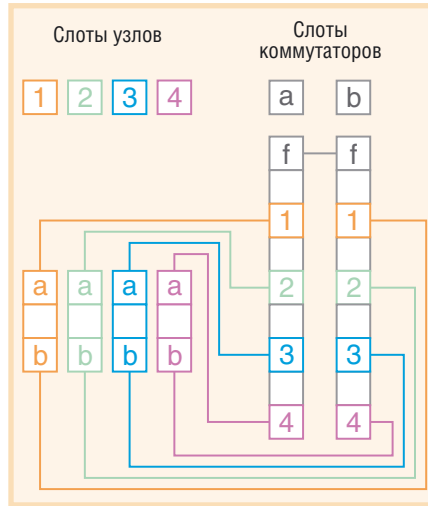 Слоты узлов
Слоты
коммутаторов
1 2 3 4
a b
f f
1 1
a a a a
2 2
b b b b
3 3
4 4